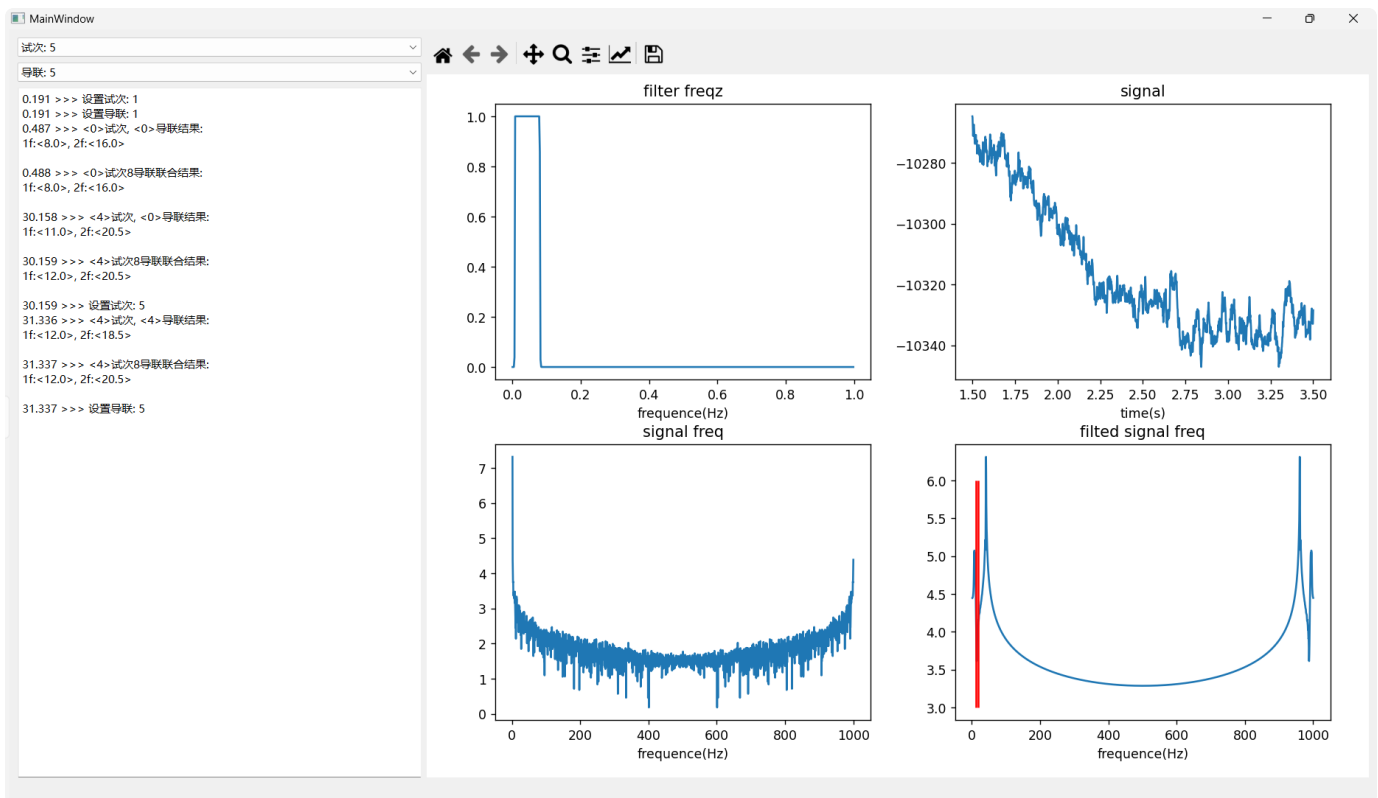 MainWindow
试次: 5
导联: 5
0.191 >>> 设置试次: 1
0.191 >>> 设置导联: 1
0.487 >>> <0>试次, <0>导联结果:
1f:<8.0>, 2f:<16.0>
0.488 >>> <0>试次8导联联合结果:
1f:<8.0>, 2f:<16.0>
30.158 >>> <4>试次, <0>导联结果:
1f:<11.0>, 2f:<20.5>
30.159 >>> <4>试次8导联联合结果:
1f:<12.0>, 2f:<20.5>
30.159 >>> 设置试次: 5
31.336 >>> <4>试次, <4>导联结果:
1f:<12.0>, 2f:<18.5>
31.337 >>> <4>试次8导联联合结果:
1f:<12.0>, 2f:<20.5>
31.337 >>> 设置导联: 5
filter freqz
1.0
0.8
0.6
0.4
0.2
0.0
0.0 0.2 0.4 0.6 0.8 1.0
frequence(Hz)
signal
−10280
−10300
−10320
−10340
1.50 1.75 2.00 2.25 2.50 2.75 3.00 3.25 3.50
time(s)
signal freq
7
6
5
4
3
2
1
0
0 200 400 600 800 1000
frequence(Hz)
filted signal freq
6.0
5.5
5.0
4.5
4.0
3.5
3.0
0 200 400 600 800 1000
frequence(Hz)